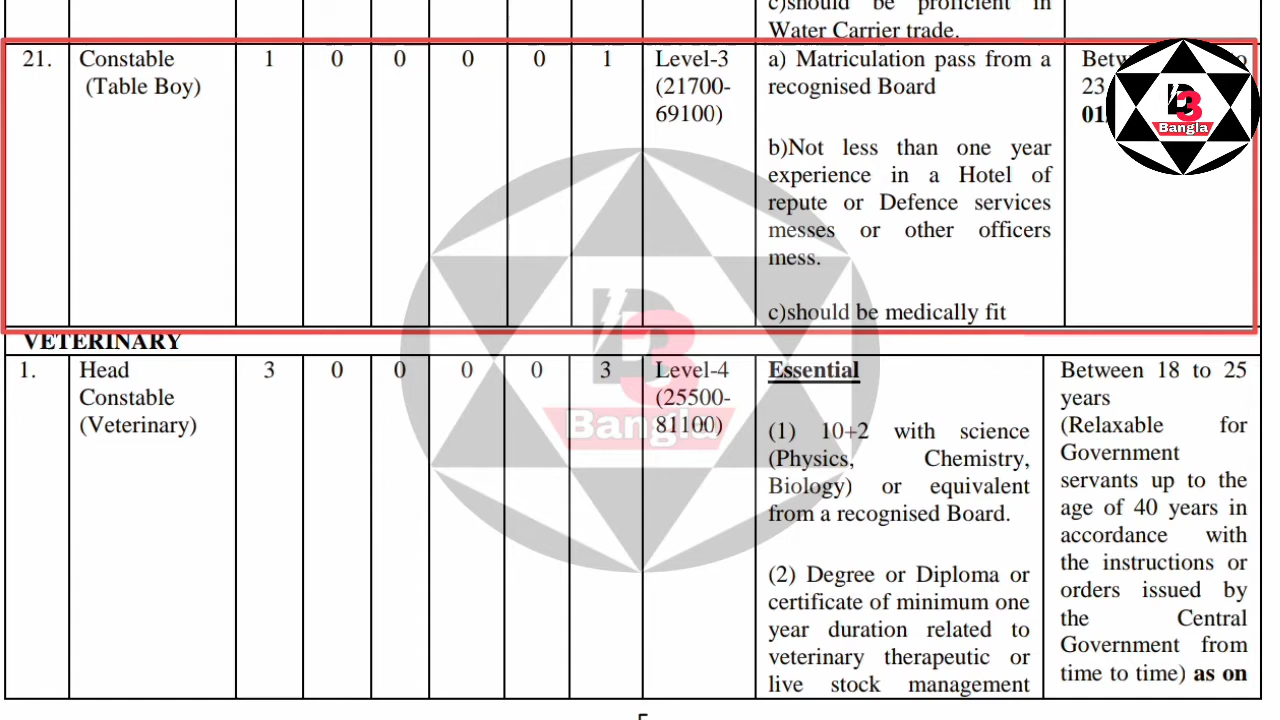 c)should be proficient in
Water Carrier trade.
21. Constable 1 0 0 0 0 1 Level-3 a) Matriculation pass from a
(Table Boy) (21700- recognised Board 23
69100)
b)Not less than one year
experience in a Hotel of
repute or Defence services
messes or other officers
mess.
c)should be medically fit
D3
Bangla
D3
Bangla
VETERINARY
1. Head 3 0 0 0 0 3 Level-4 Essential Between 18 to 25
Constable (25500- years
(Veterinary) 81100) (1) 10+2 with science (Relaxable for
(Physics, Chemistry, Government
Biology) or equivalent servants up to the
from a recognised Board. age of 40 years in
accordance with
(2) Degree or Diploma or the instructions or
certificate of minimum one orders issued by
year duration related to the Central
veterinary therapeutic or Government from
live stock management time to time) as on